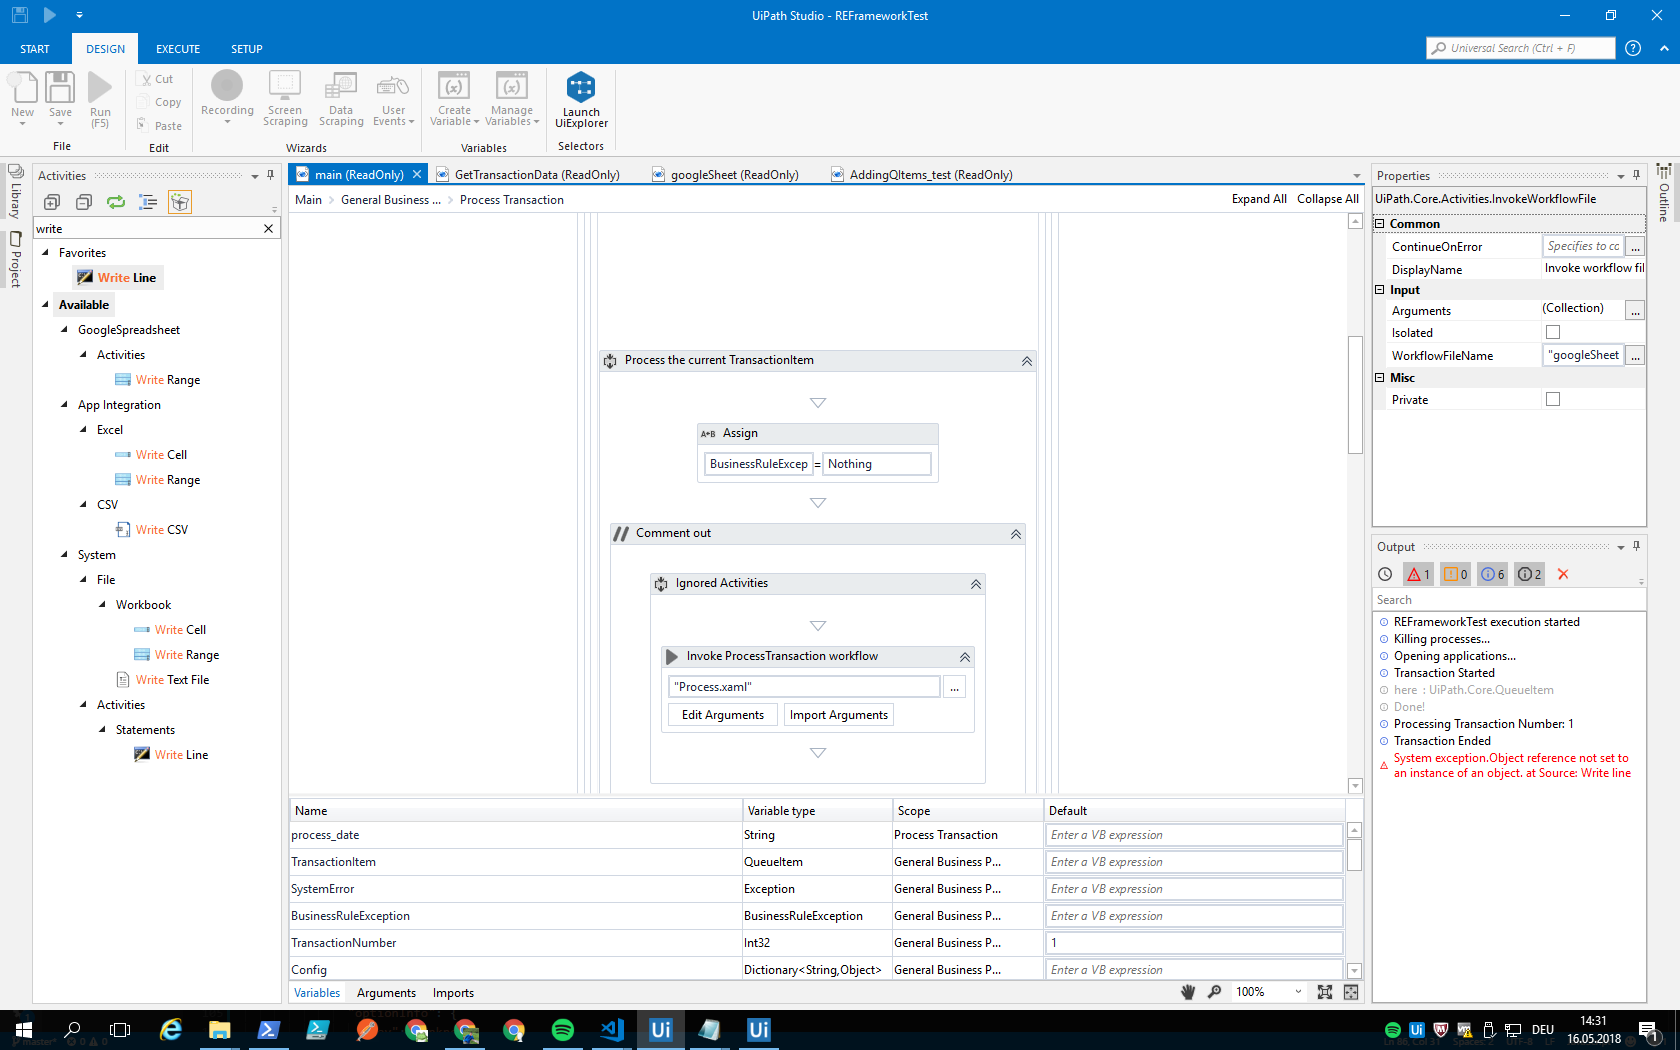 UiPath Studio - REFrameworkTest
START
DESIGN
EXECUTE
SETUP
Universal Search (Ctrl + F)
New
Save
Run
(F5)
Cut
Copy
Paste
Recording
Screen
Scraping
Data
Scraping
User
Events
Create
Variable
Manage
Variables
Launch
UiExplorer
File
Edit
Wizards
Variables
Selectors
Library
Project
Activities
write
Favorites
Write Line
Available
GoogleSpreadsheet
Activities
Write Range
App Integration
Excel
Write Cell
Write Range
CSV
Write CSV
System
File
Workbook
Write Cell
Write Range
Write Text File
Activities
Statements
Write Line
main (ReadOnly)
GetTransactionData (ReadOnly)
googleSheet (ReadOnly)
AddingQItems_test (ReadOnly)
Main
General Business ...
Process Transaction
Expand All
Collapse All
Process the current TransactionItem
A+B Assign
BusinessRuleExcep = Nothing
Comment out
Ignored Activities
Invoke ProcessTransaction workflow
"Process.xaml"
...
Edit Arguments
Import Arguments
Name Variable type Scope Default
process_date String Process Transaction Enter a VB expression
TransactionItem QueueItem General Business P... Enter a VB expression
SystemError Exception General Business P... Enter a VB expression
BusinessRuleException BusinessRuleException General Business P... Enter a VB expression
TransactionNumber Int32 General Business P... 1
Config Dictionary<String,Object> General Business P... Enter a VB expression
Variables
Arguments
Imports
100%
Properties
UiPath.Core.Activities.InvokeWorkflowFile
Common
ContinueOnError Specifies to cc ...
DisplayName Invoke workflow fil
Input
Arguments (Collection) ...
Isolated
WorkflowFileName "googleSheet ...
Misc
Private
Outline
Output
1
0
6
2
Search
REFrameworkTest execution started
Killing processes...
Opening applications...
Transaction Started
here : UiPath.Core.QueueItem
Done!
Processing Transaction Number: 1
Transaction Ended
System exception.Object reference not set to
an instance of an object. at Source: Write line
Ui
Ui
Ui
DEU
14:31
16.05.2018
1